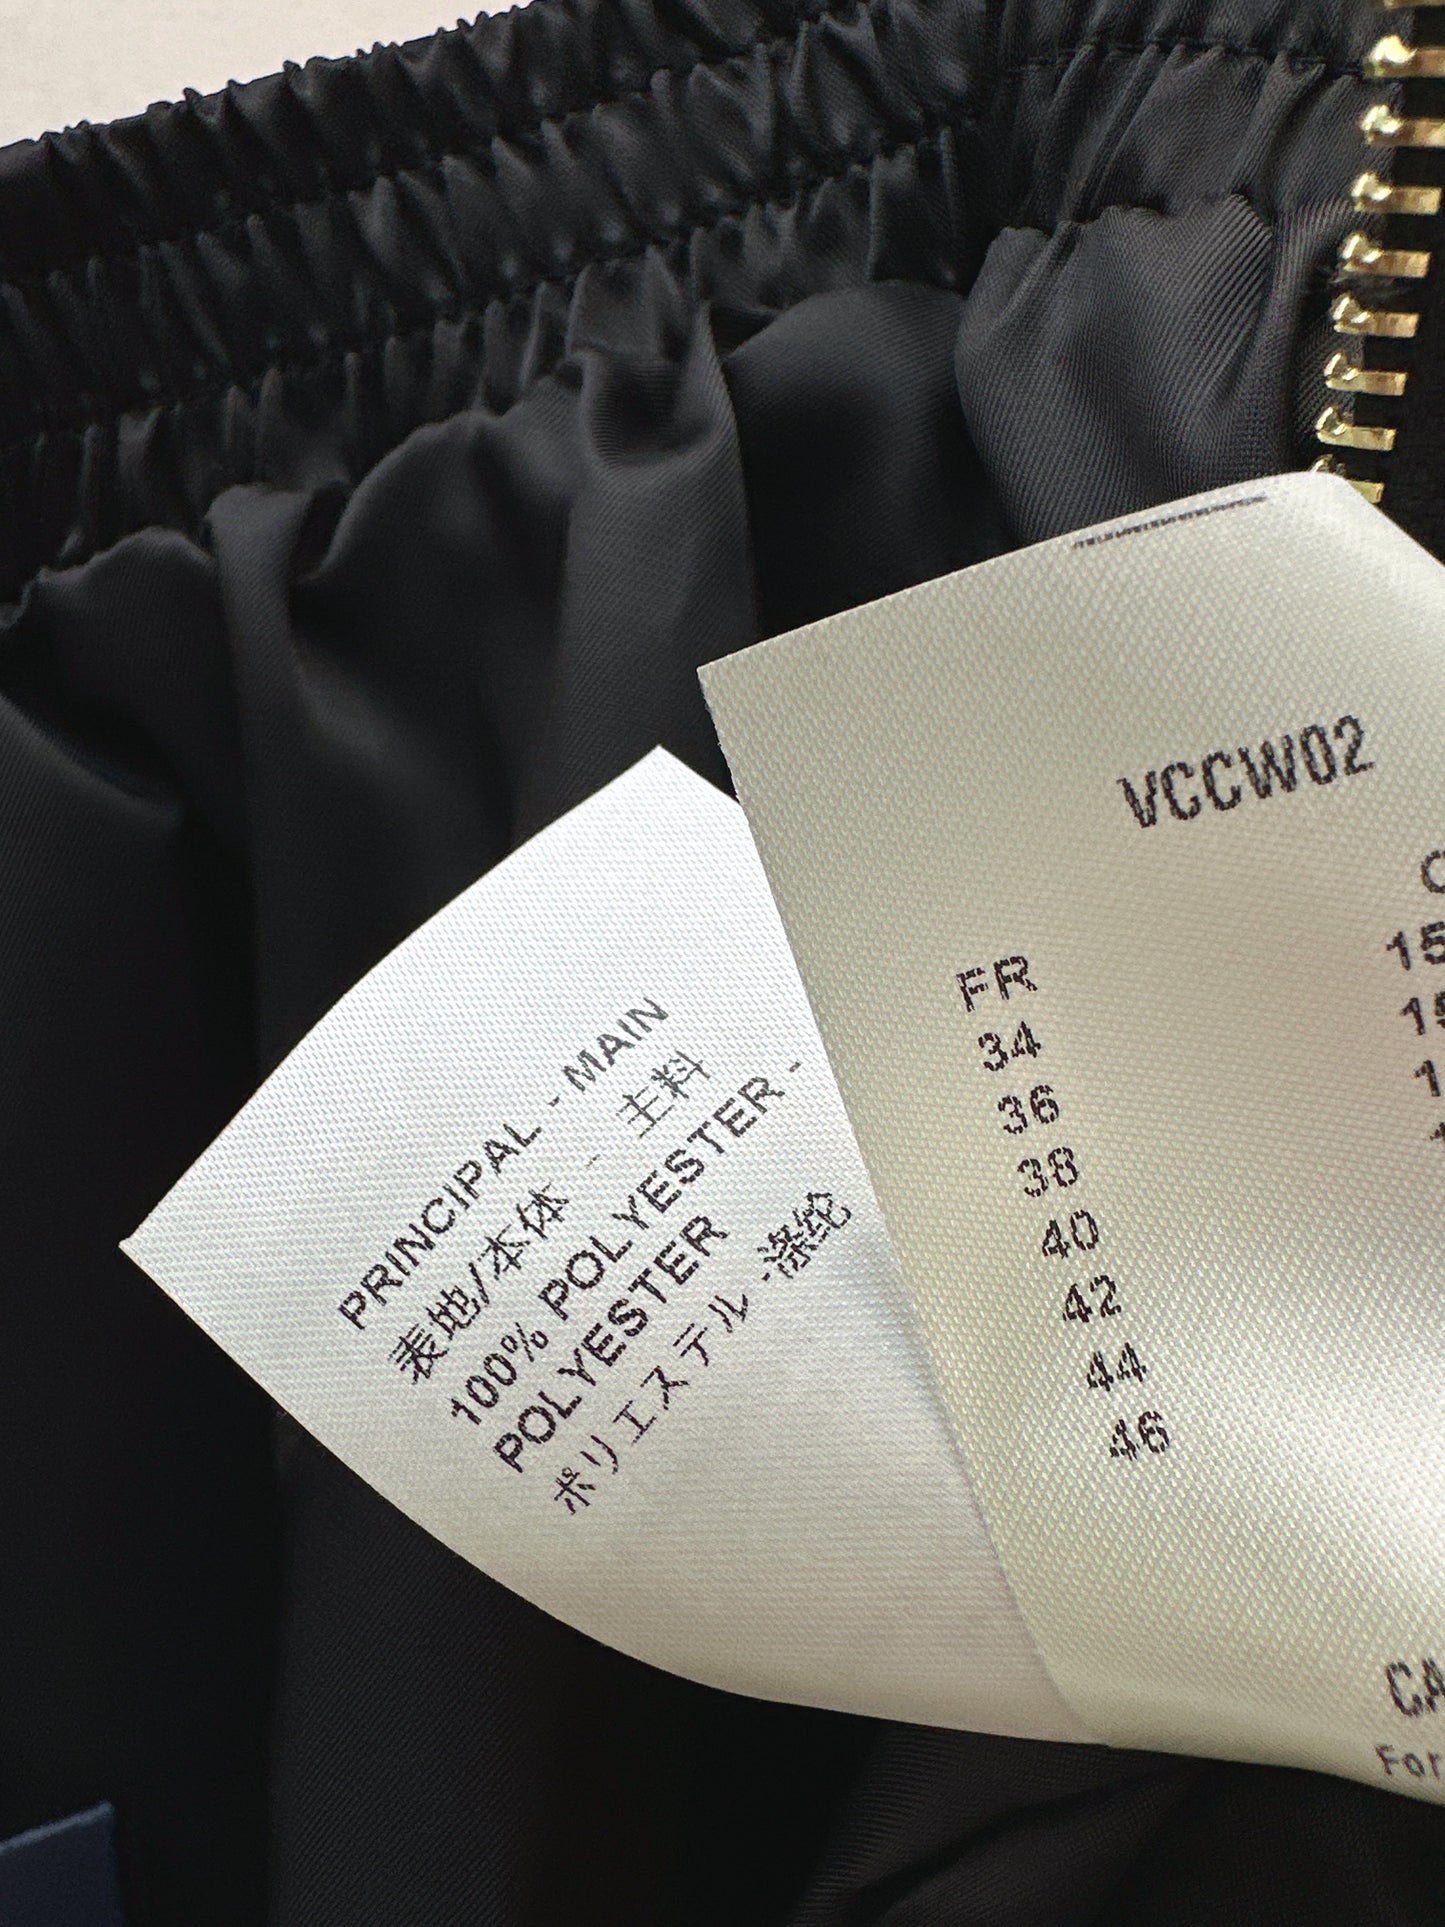 PRINCIPAL - MAIN
表地/本体 - 主料
100% POLYESTER -
POLYESTER
ポリエステル - 涤纶
VCCW02
FR
34
36
38
40
42
44
46